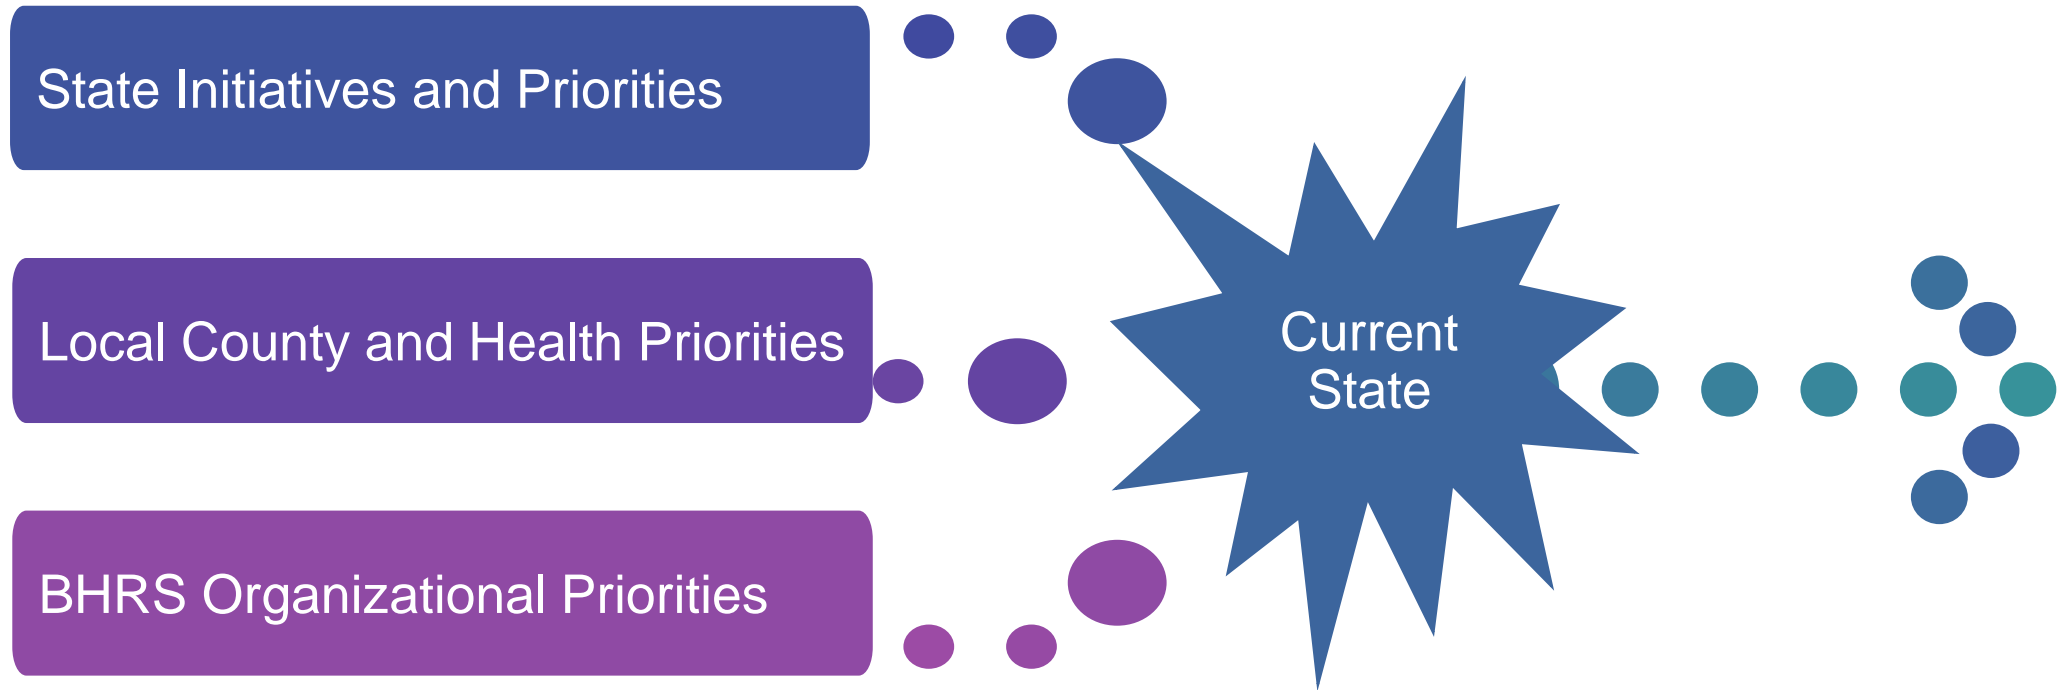 State Initiatives and Priorities
Local County and Health Priorities
BHRS Organizational Priorities
Current
State